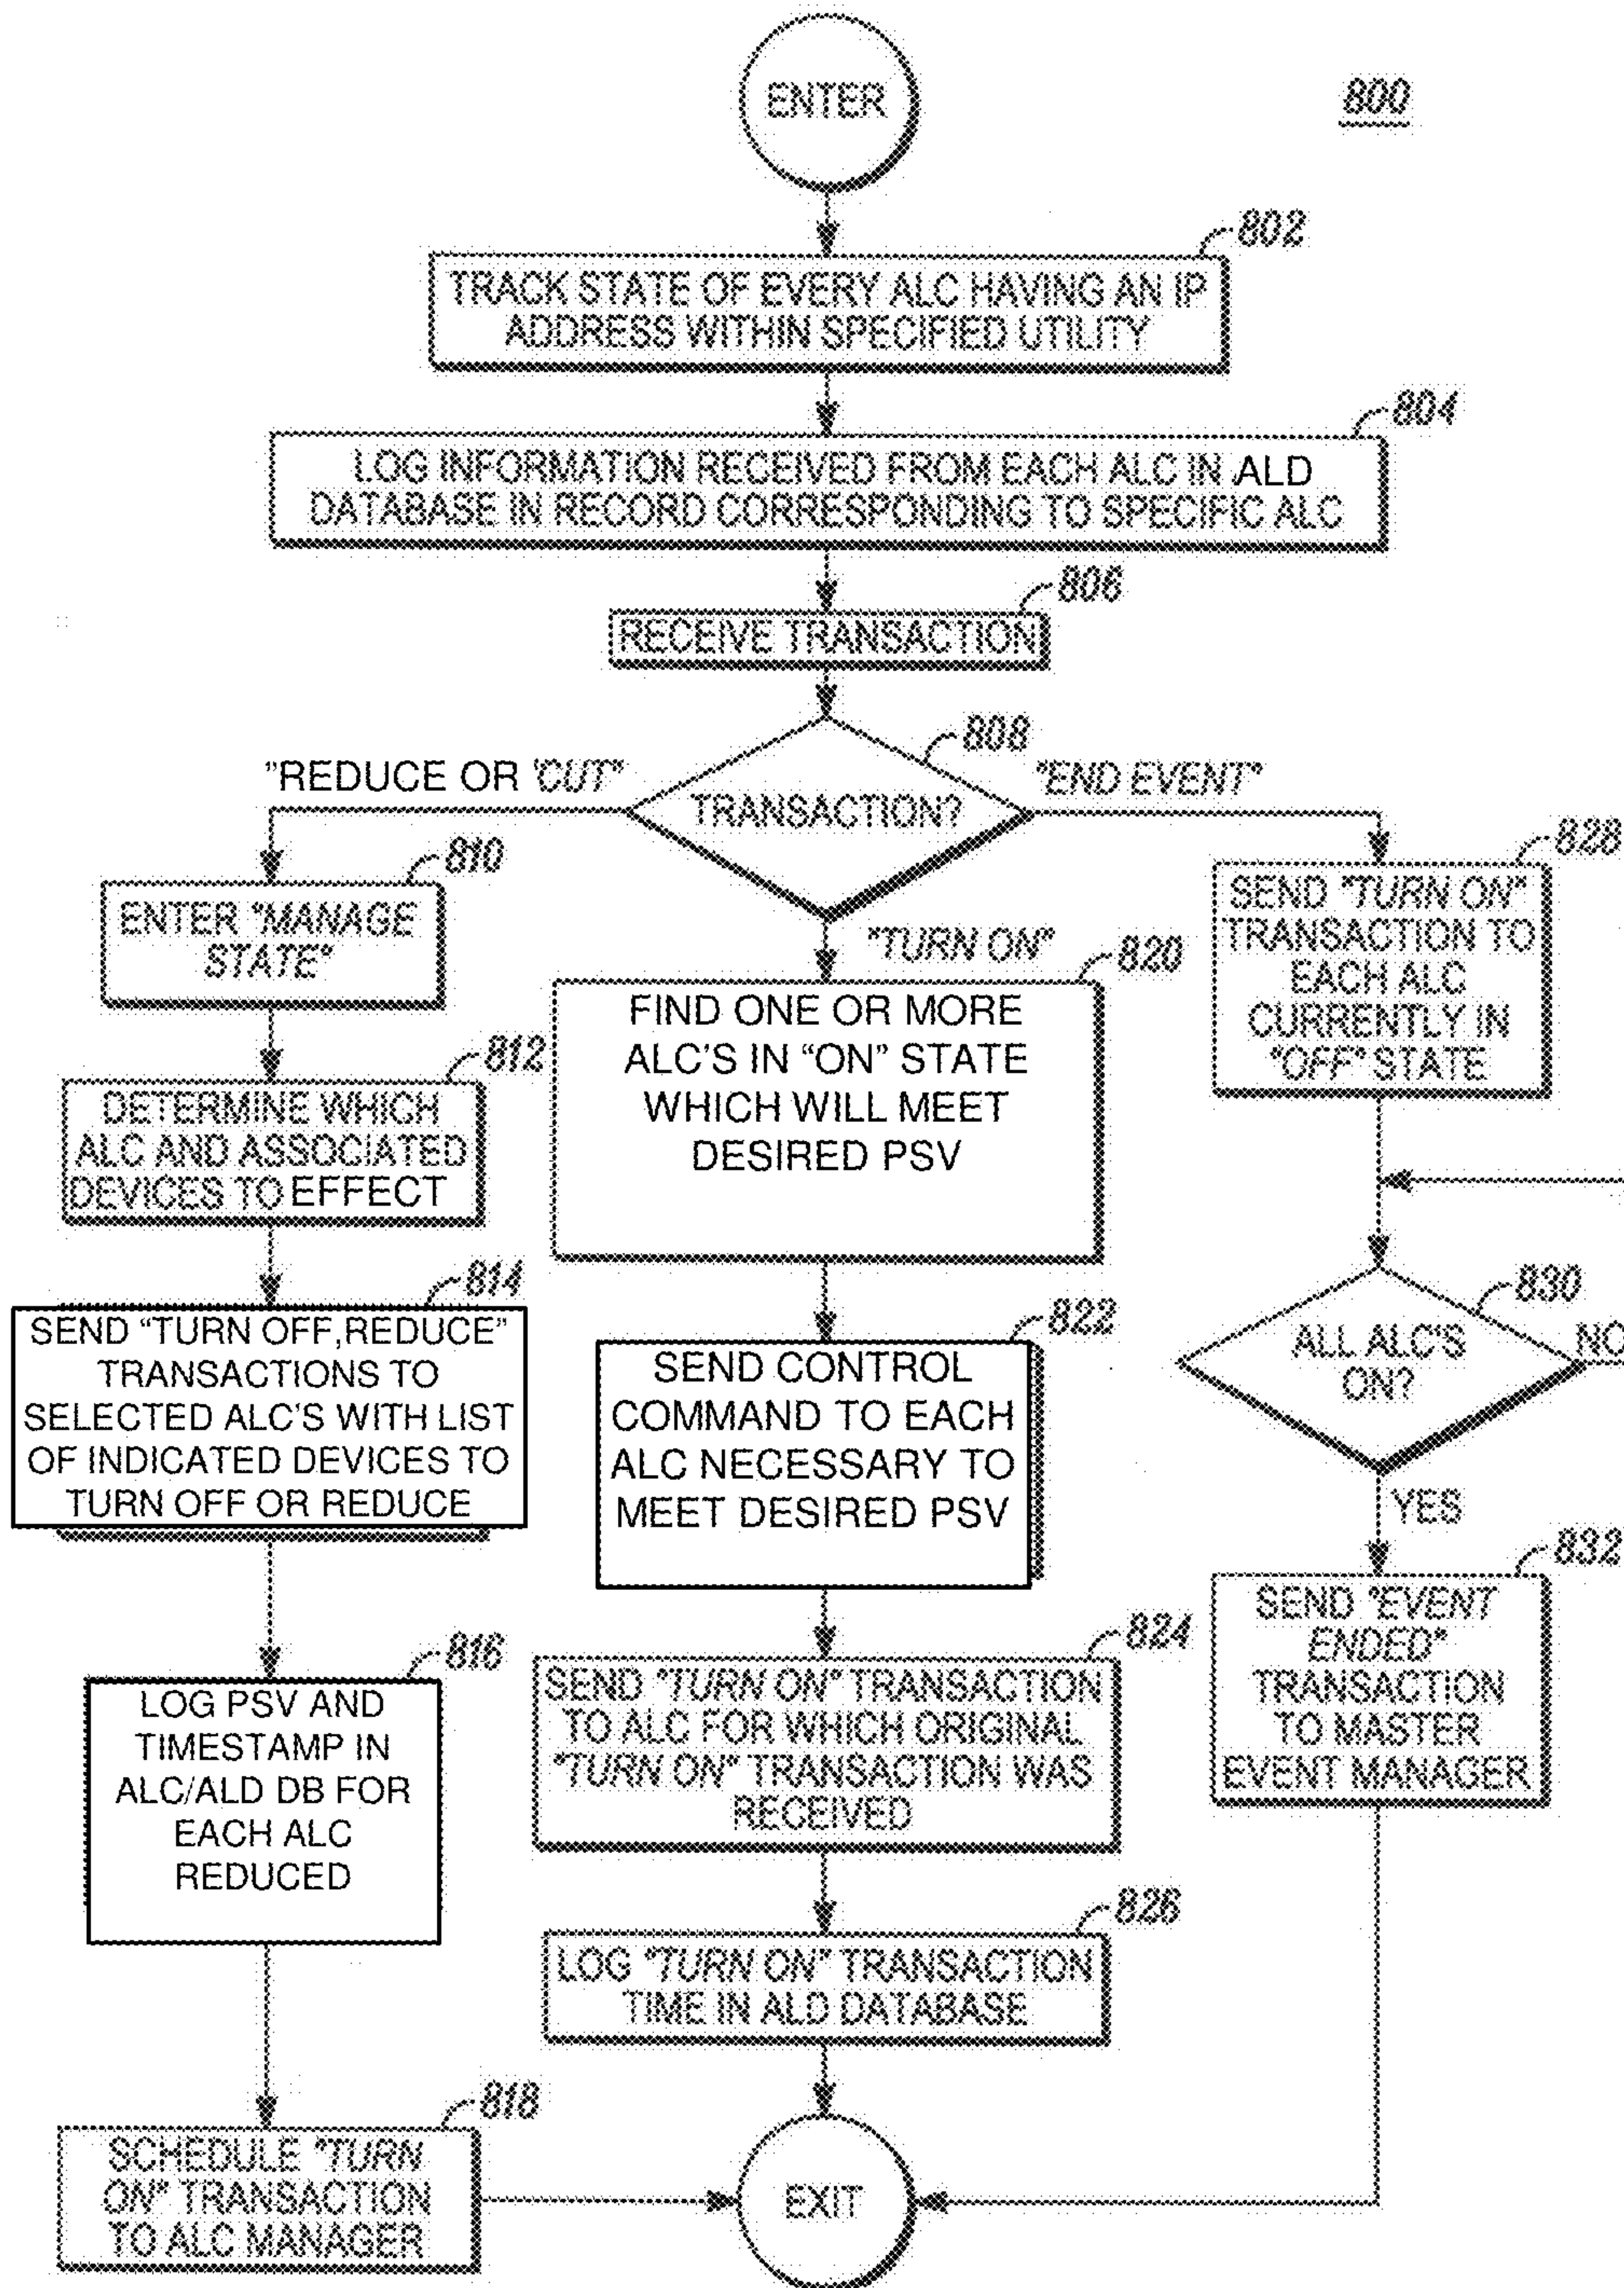 ENTER
800
802
TRACK STATE OF EVERY ALC HAVING AN IP
ADDRESS WITHIN SPECIFIED UTILITY
804
LOG INFORMATION RECEIVED FROM EACH ALC IN ALD
DATABASE IN RECORD CORRESPONDING TO SPECIFIC ALC
806
RECEIVE TRANSACTION
808
TRANSACTION?
"REDUCE OR 'CUT"
"END EVENT"
"TURN ON"
810
ENTER "MANAGE
STATE"
812
DETERMINE WHICH
ALC AND ASSOCIATED
DEVICES TO EFFECT
814
SEND "TURN OFF,REDUCE"
TRANSACTIONS TO
SELECTED ALC'S WITH LIST
OF INDICATED DEVICES TO
TURN OFF OR REDUCE
816
LOG PSV AND
TIMESTAMP IN
ALC/ALD DB FOR
EACH ALC
REDUCED
818
SCHEDULE "TURN
ON" TRANSACTION
TO ALC MANAGER
820
FIND ONE OR MORE
ALC'S IN "ON" STATE
WHICH WILL MEET
DESIRED PSV
822
SEND CONTROL
COMMAND TO EACH
ALC NECESSARY TO
MEET DESIRED PSV
824
SEND "TURN ON" TRANSACTION
TO ALC FOR WHICH ORIGINAL
"TURN ON" TRANSACTION WAS
RECEIVED
826
LOG "TURN ON" TRANSACTION
TIME IN ALD DATABASE
828
SEND "TURN ON"
TRANSACTION TO
EACH ALC
CURRENTLY IN
"OFF" STATE
830
ALL ALC'S
ON?
NO
YES
832
SEND "EVENT
ENDED"
TRANSACTION
TO MASTER
EVENT MANAGER
EXIT